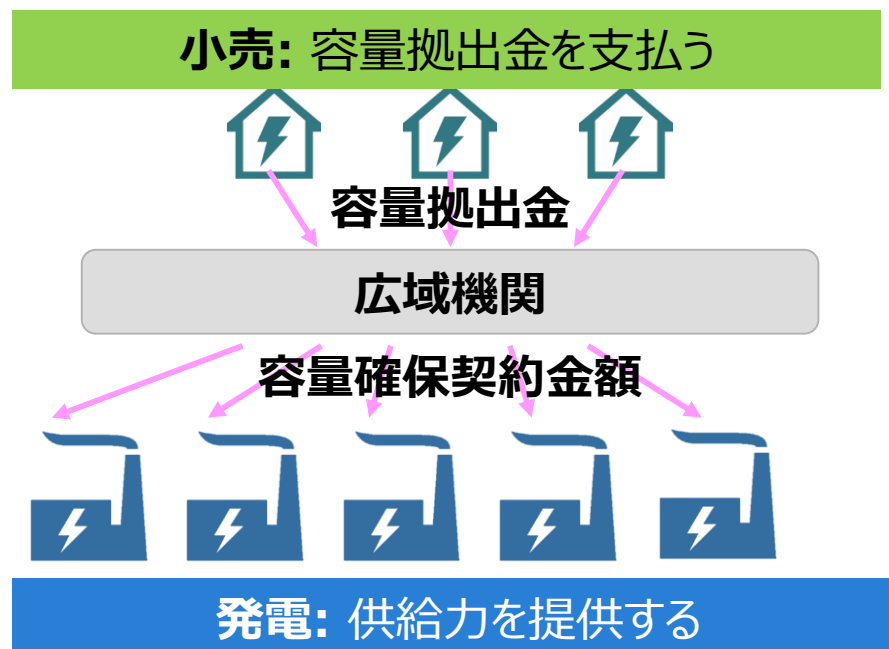 小売: 容量拠出金を支払う
容量拠出金
広域機関
容量確保契約金額
発電: 供給力を提供する